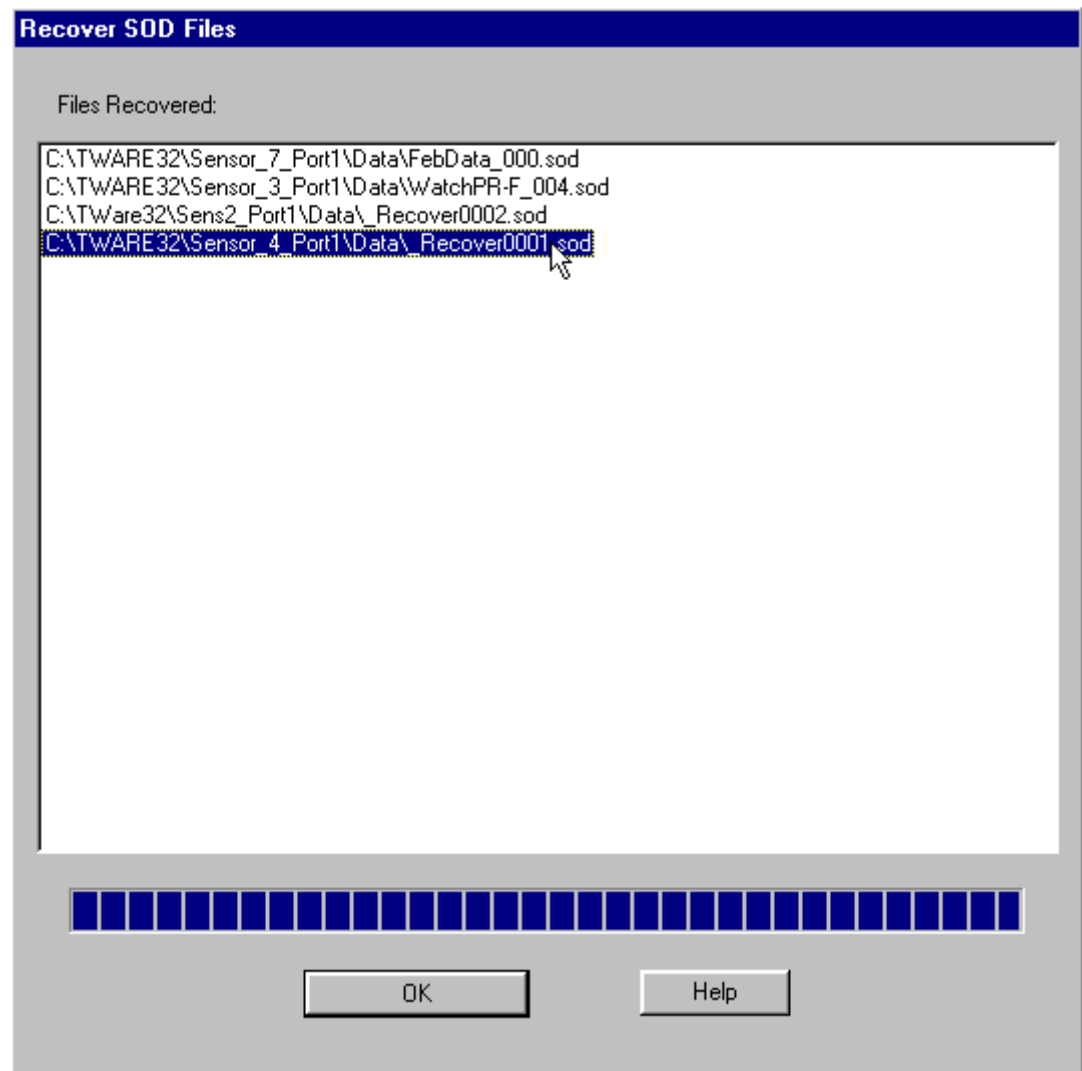 Recover SOD Files
Files Recovered:
C:\TWARE32\Sensor_7_Port1\Data\FebData_000.sod
C:\TWARE32\Sensor_3_Port1\Data\WatchPR-F_004.sod
C:\TWare32\Sens2_Port1\Data\_Recover0002.sod
C:\TWARE32\Sensor_4_Port1\Data\_Recover0001.sod
OK Help